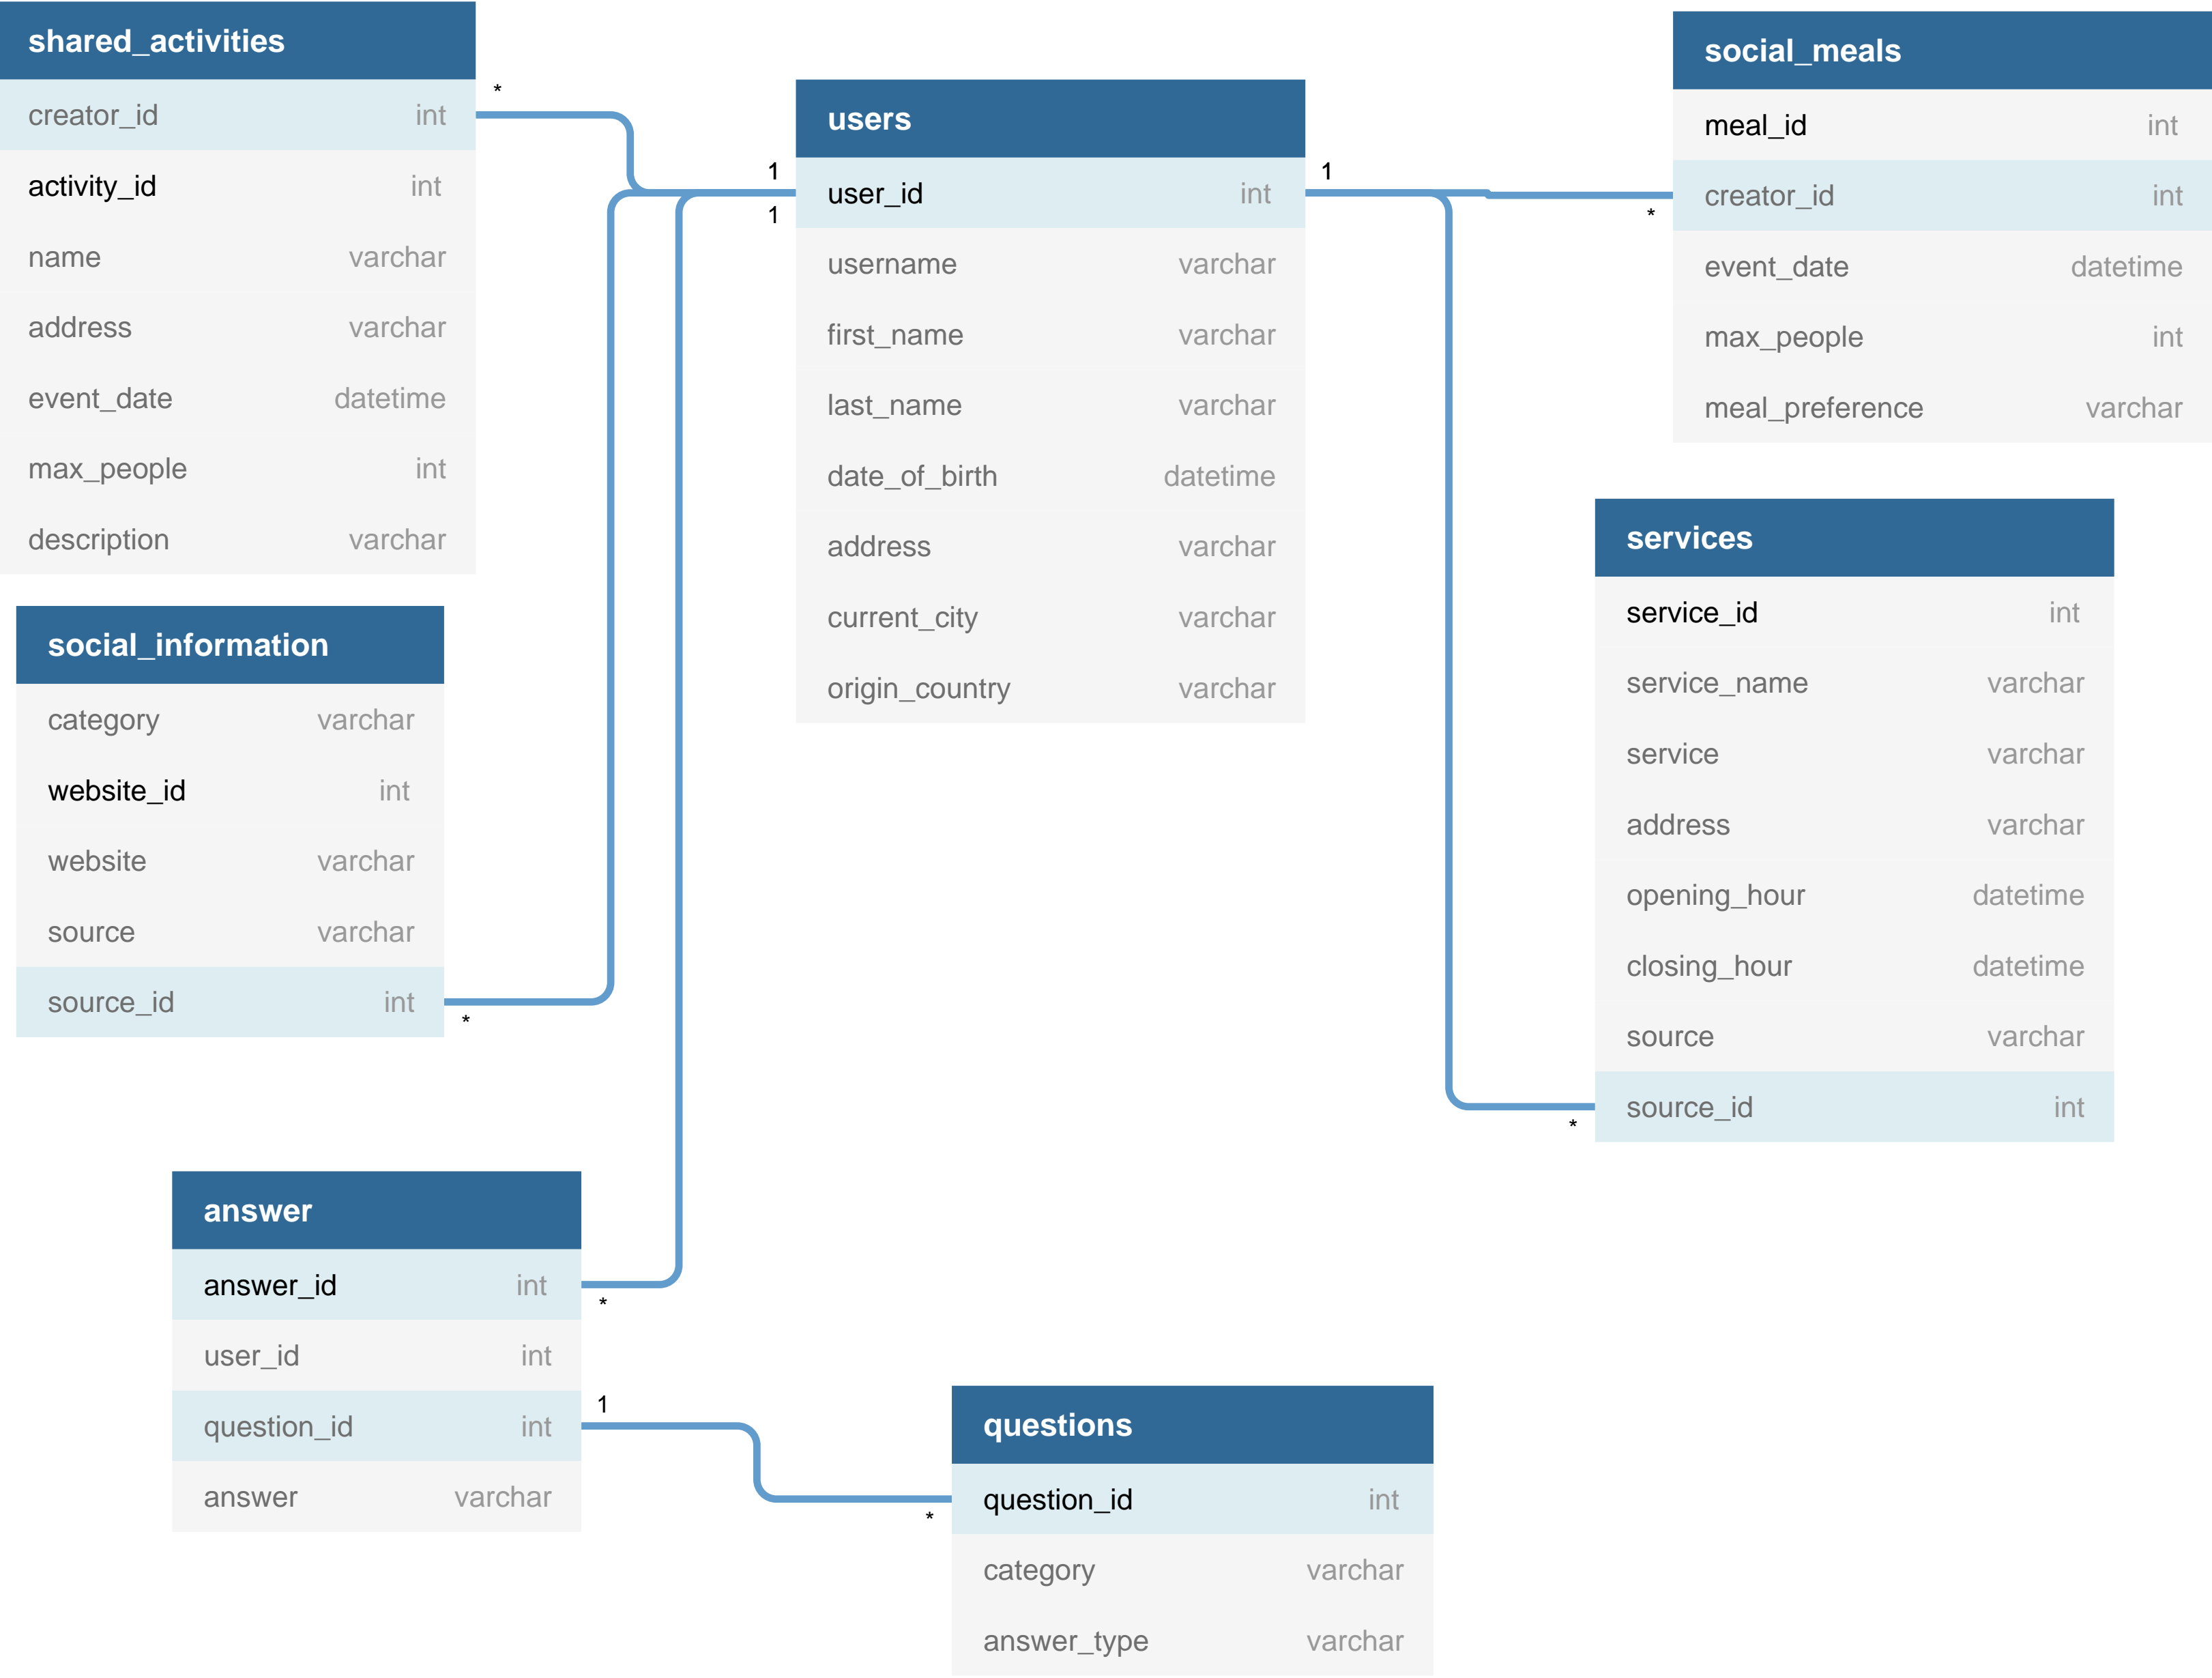 shared_activities
creator_id int
activity_id int
name varchar
address varchar
event_date datetime
max_people int
description varchar
*
users
1
user_id int
1
1
username varchar
first_name varchar
last_name varchar
date_of_birth datetime
address varchar
current_city varchar
origin_country varchar
social_meals
meal_id int
creator_id int
*
event_date datetime
max_people int
meal_preference varchar
services
service_id int
service_name varchar
service varchar
address varchar
opening_hour datetime
closing_hour datetime
source varchar
source_id int
*
social_information
category varchar
website_id int
website varchar
source varchar
source_id int
*
answer
answer_id int
*
user_id int
1
question_id int
answer varchar
questions
question_id int
*
category varchar
answer_type varchar